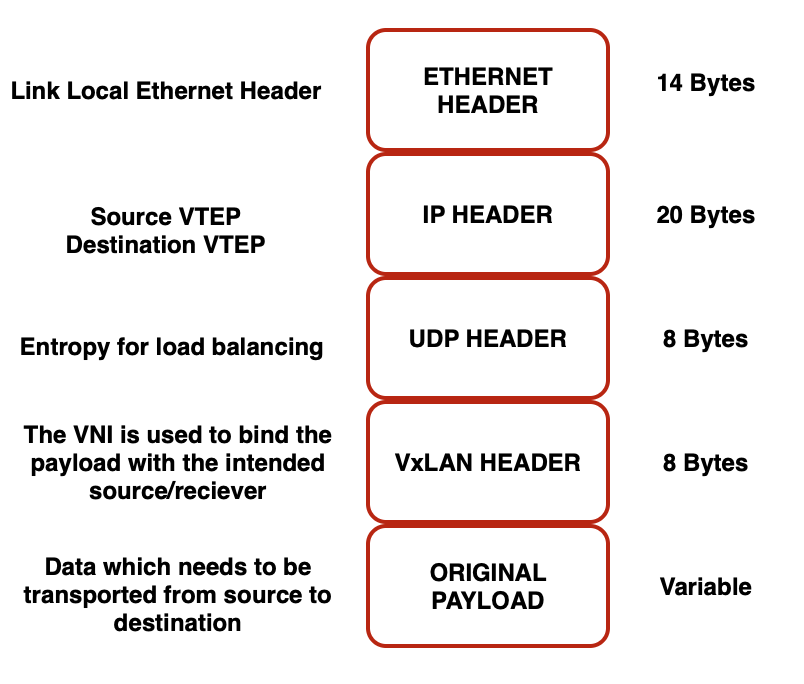 Link Local Ethernet Header
ETHERNET
HEADER
14 Bytes
Source VTEP
Destination VTEP
IP HEADER
20 Bytes
Entropy for load balancing
UDP HEADER
8 Bytes
The VNI is used to bind the
payload with the intended
source/reciever
VxLAN HEADER
8 Bytes
Data which needs to be
transported from source to
destination
ORIGINAL
PAYLOAD
Variable